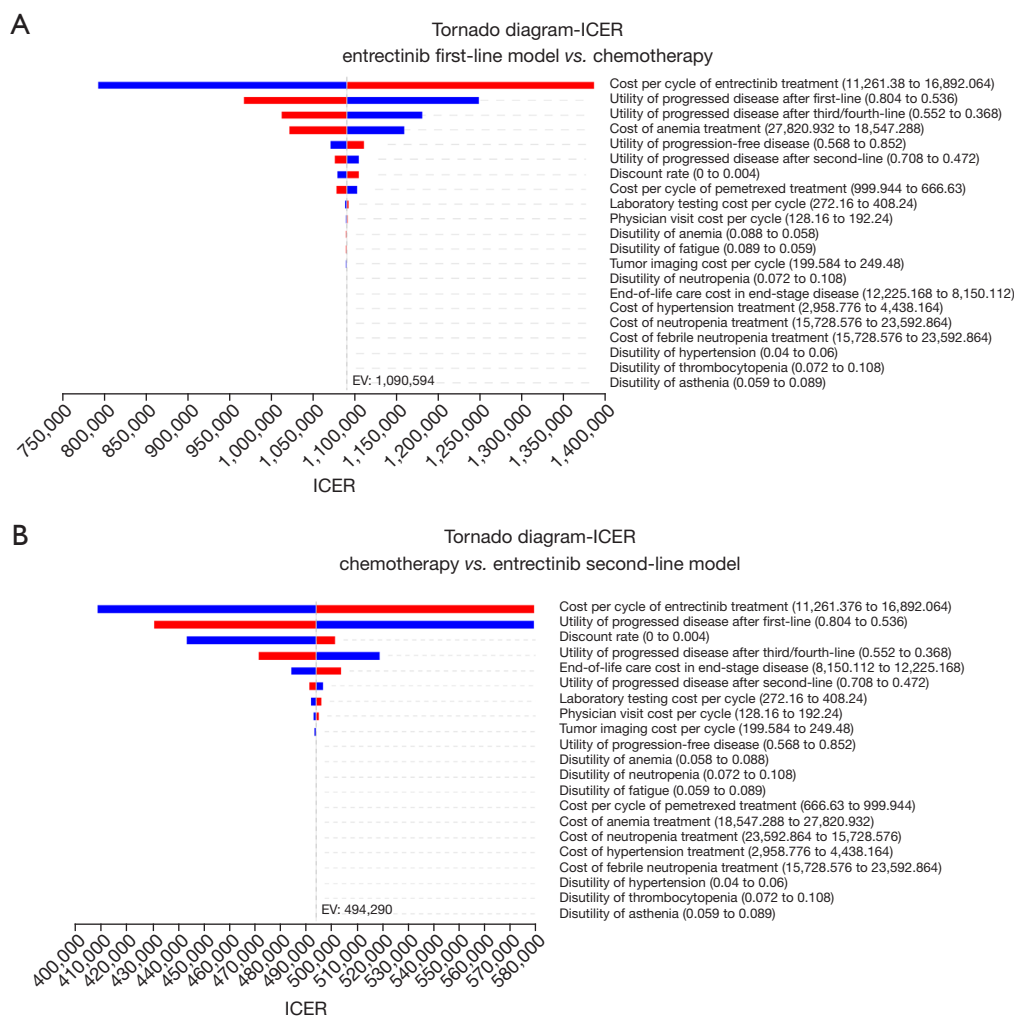 A
Tornado diagram-ICER
entrectinib first-line model vs. chemotherapy
Cost per cycle of entrectinib treatment (11,261.38 to 16,892.064)
Utility of progressed disease after first-line (0.804 to 0.536)
Utility of progressed disease after third/fourth-line (0.552 to 0.368)
Cost of anemia treatment (27,820.932 to 18,547.288)
Utility of progression-free disease (0.568 to 0.852)
Utility of progressed disease after second-line (0.708 to 0.472)
Discount rate (0 to 0.004)
Cost per cycle of pemetrexed treatment (999.944 to 666.63)
Laboratory testing cost per cycle (272.16 to 408.24)
Physician visit cost per cycle (128.16 to 192.24)
Disutility of anemia (0.088 to 0.058)
Disutility of fatigue (0.089 to 0.059)
Tumor imaging cost per cycle (199.584 to 249.48)
Disutility of neutropenia (0.072 to 0.108)
End-of-life care cost in end-stage disease (12,225.168 to 8,150.112)
Cost of hypertension treatment (2,958.776 to 4,438.164)
Cost of neutropenia treatment (15,728.576 to 23,592.864)
Cost of febrile neutropenia treatment (15,728.576 to 23,592.864)
Disutility of hypertension (0.04 to 0.06)
Disutility of thrombocytopenia (0.072 to 0.108)
Disutility of asthenia (0.059 to 0.089)
EV: 1,090,594
750,000 800,000 850,000 900,000 950,000 1,000,000 1,050,000 1,100,000 1,150,000 1,200,000 1,250,000 1,300,000 1,350,000 1,400,000
ICER
B
Tornado diagram-ICER
chemotherapy vs. entrectinib second-line model
Cost per cycle of entrectinib treatment (11,261.376 to 16,892.064)
Utility of progressed disease after first-line (0.804 to 0.536)
Discount rate (0 to 0.004)
Utility of progressed disease after third/fourth-line (0.552 to 0.368)
End-of-life care cost in end-stage disease (8,150.112 to 12,225.168)
Utility of progressed disease after second-line (0.708 to 0.472)
Laboratory testing cost per cycle (272.16 to 408.24)
Physician visit cost per cycle (128.16 to 192.24)
Tumor imaging cost per cycle (199.584 to 249.48)
Utility of progression-free disease (0.568 to 0.852)
Disutility of anemia (0.058 to 0.088)
Disutility of neutropenia (0.072 to 0.108)
Disutility of fatigue (0.059 to 0.089)
Cost per cycle of pemetrexed treatment (666.63 to 999.944)
Cost of anemia treatment (18,547.288 to 27,820.932)
Cost of neutropenia treatment (23,592.864 to 15,728.576)
Cost of hypertension treatment (2,958.776 to 4,438.164)
Cost of febrile neutropenia treatment (15,728.576 to 23,592.864)
Disutility of hypertension (0.04 to 0.06)
Disutility of thrombocytopenia (0.072 to 0.108)
Disutility of asthenia (0.059 to 0.089)
EV: 494,290
400,000 410,000 420,000 430,000 440,000 450,000 460,000 470,000 480,000 490,000 500,000 510,000 520,000 530,000 540,000 550,000 560,000 570,000 580,000
ICER